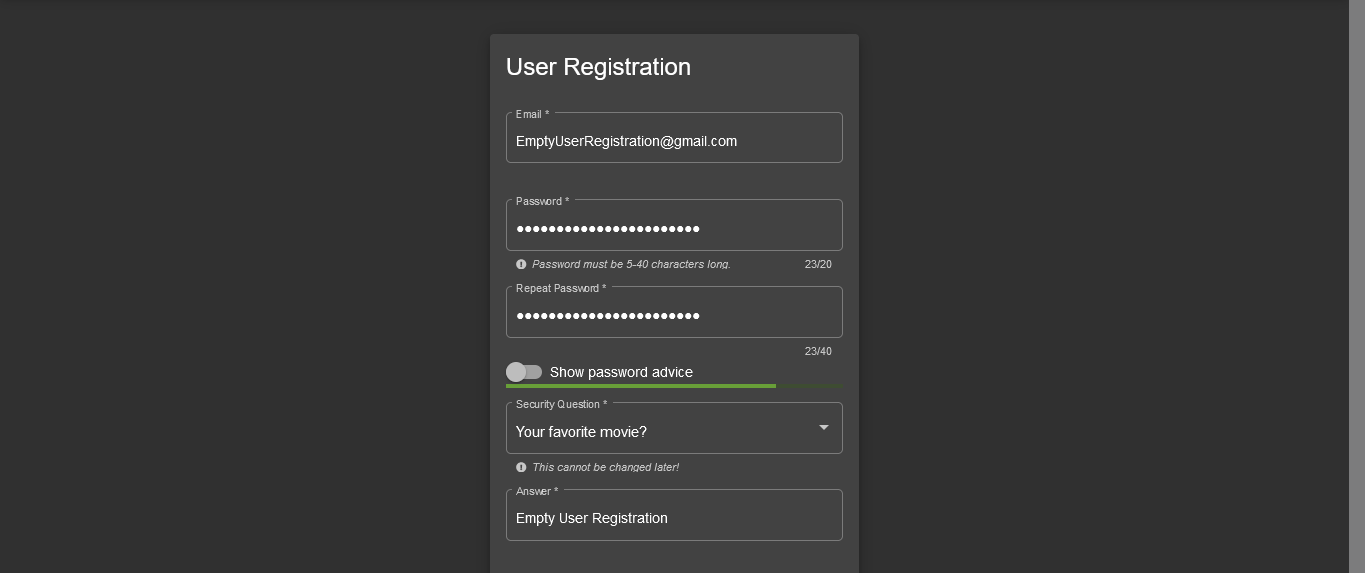 User Registration
Email *
EmptyUserRegistration@gmail.com
Password *
•••••••••••••••••••••••
Password must be 5-40 characters long. 23/20
Repeat Password *
•••••••••••••••••••••••
23/40
Show password advice
Security Question *
Your favorite movie?
This cannot be changed later!
Answer *
Empty User Registration